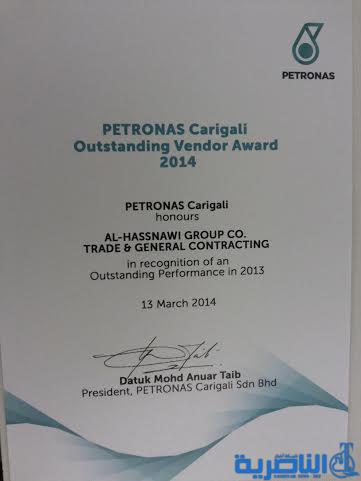 PETRONAS
PETRONAS Carigali
Outstanding Vendor Award
2014
PETRONAS Carigali
honours
AL-HASSNAWI GROUP CO.
TRADE & GENERAL CONTRACTING
in recognition of an
Outstanding Performance in 2013
13 March 2014
Taib
Datuk Mohd Anuar Taib
President, PETRONAS Carigali Sdn Bhd
الناصرية